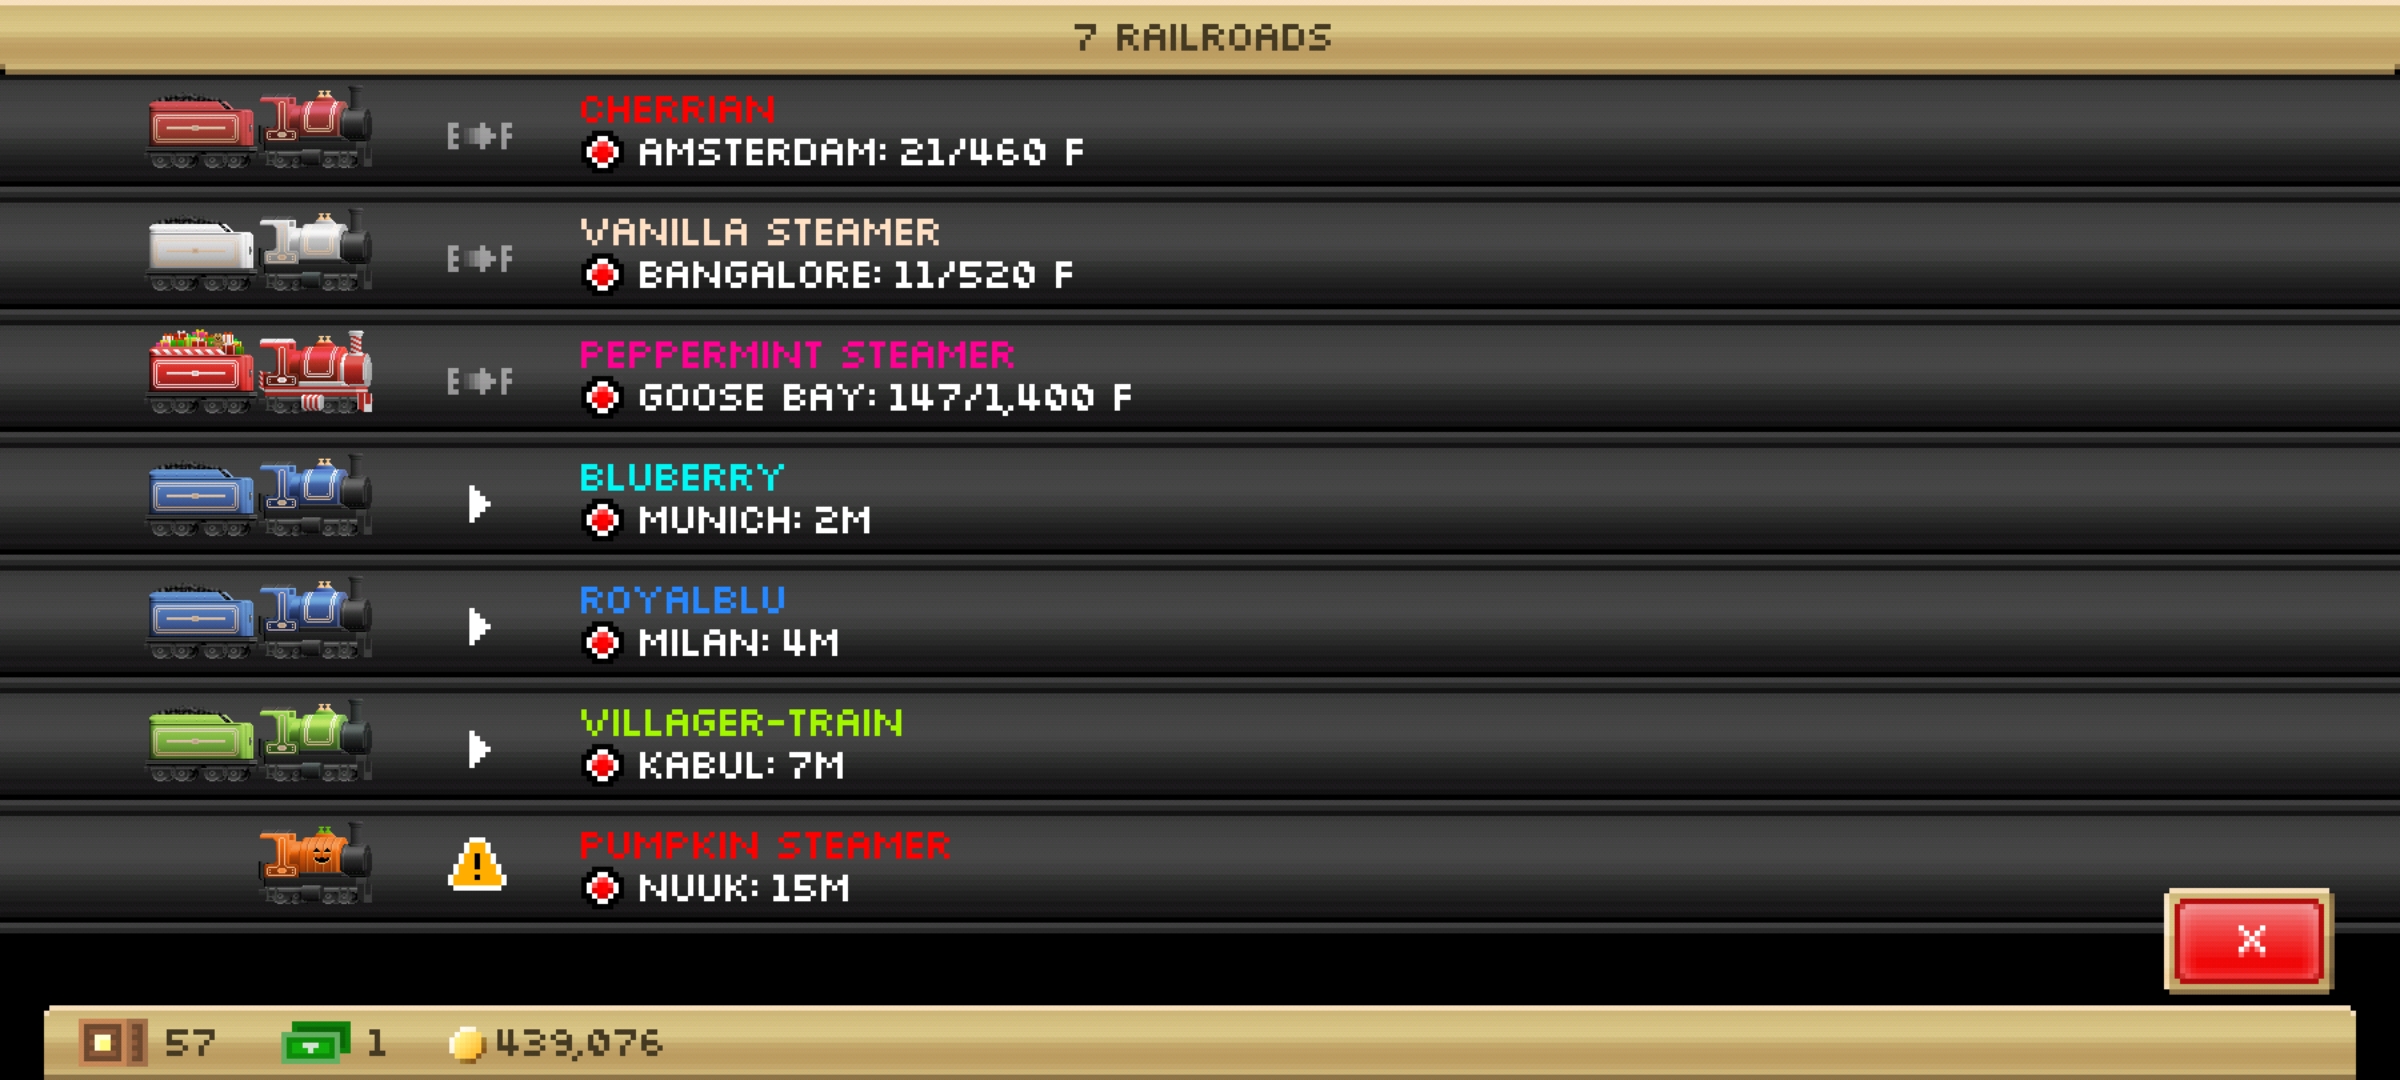 7 RAILROADS
CHERRIAN
E F
AMSTERDAM: 21/460 F
VANILLA STEAMER
E F
BANGALORE: 11/520 F
PEPPERMINT STEAMER
E F
GOOSE BAY: 147/1,400 F
BLUBERRY
MUNICH: 2M
ROYALBLU
MILAN: 4M
VILLAGER-TRAIN
KABUL: 7M
PUMPKIN STEAMER
! NUUK: 15M
X
57 1 439,076